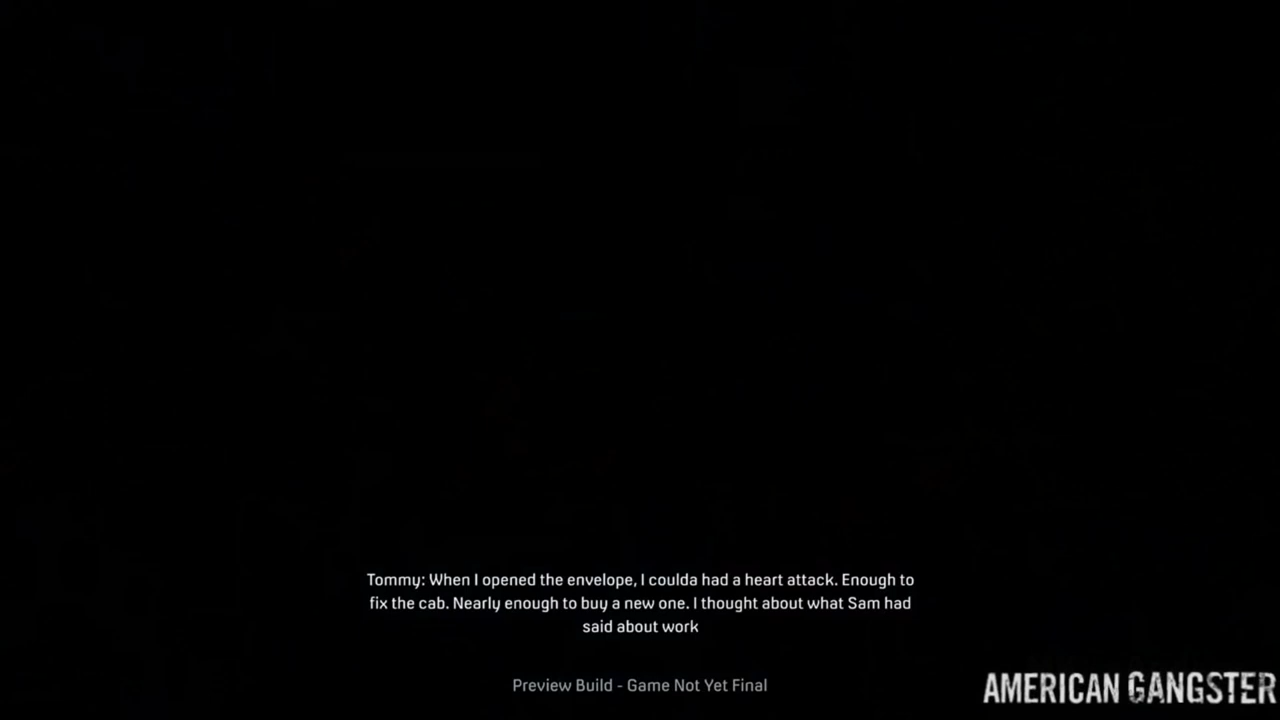 Tommy: When I opened the envelope, I coulda had a heart attack. Enough to
fix the cab. Nearly enough to buy a new one. I thought about what Sam had
said about work
Preview Build - Game Not Yet Final
AMERICAN GANGSTER